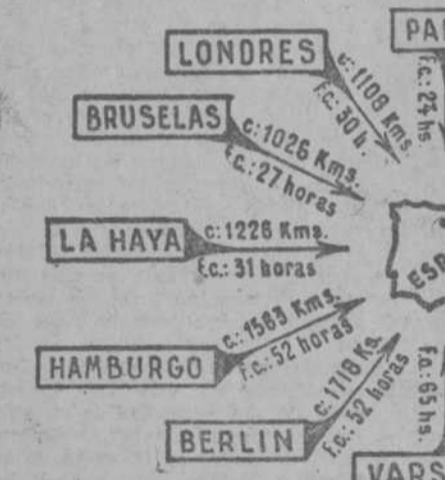 LONDRES
c: 1108 Kms.
f.c.: 30 h.
PA
f.c.: 24 hs
BRUSELAS
c: 1026 Kms.
f.c.: 27 horas
LA HAYA
c: 1226 Kms.
f.c.: 31 horas
ESP
HAMBURGO
c.: 1583 Kms.
f.c.: 52 horas
BERLIN
c: 1718 Ks.
f.c.: 52 horas
f.c.: 65 hs.
VARS